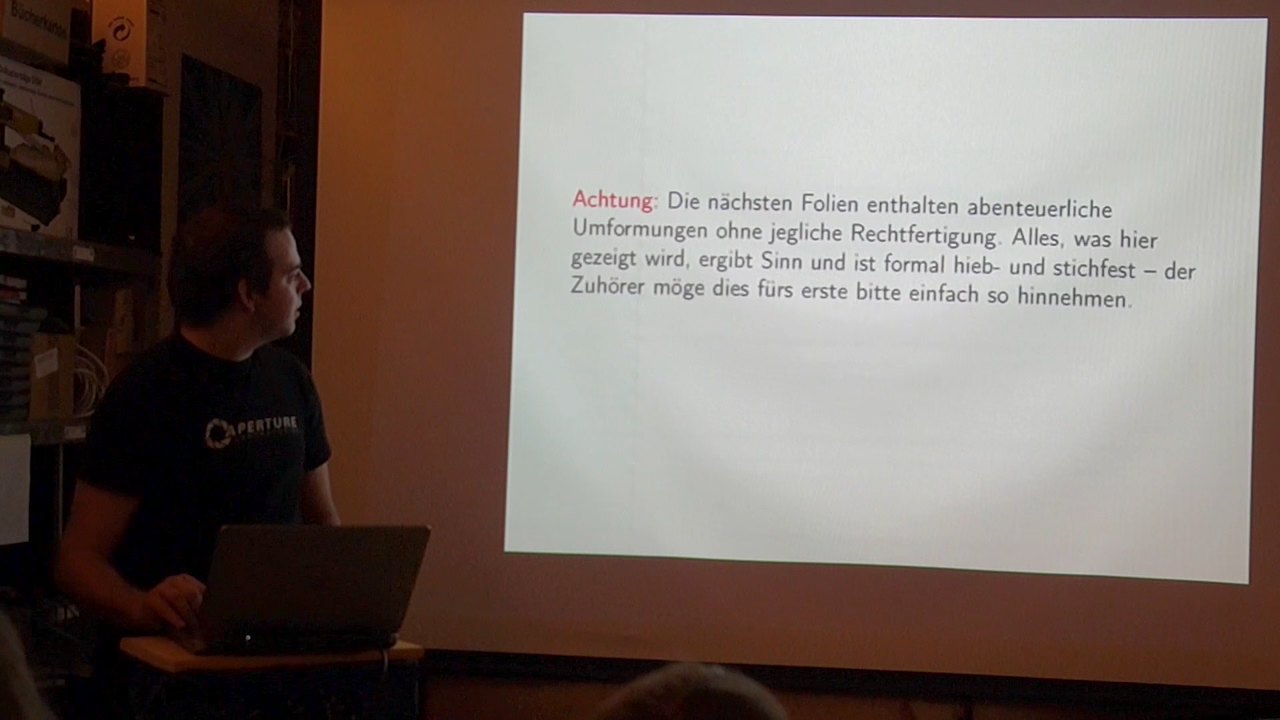 Bücherkarton
Achtung: Die nächsten Folien enthalten abenteuerliche
Umformungen ohne jegliche Rechtfertigung. Alles, was hier
gezeigt wird, ergibt Sinn und ist formal hieb- und stichfest – der
Zuhörer möge dies fürs erste bitte einfach so hinnehmen.
APERTURE